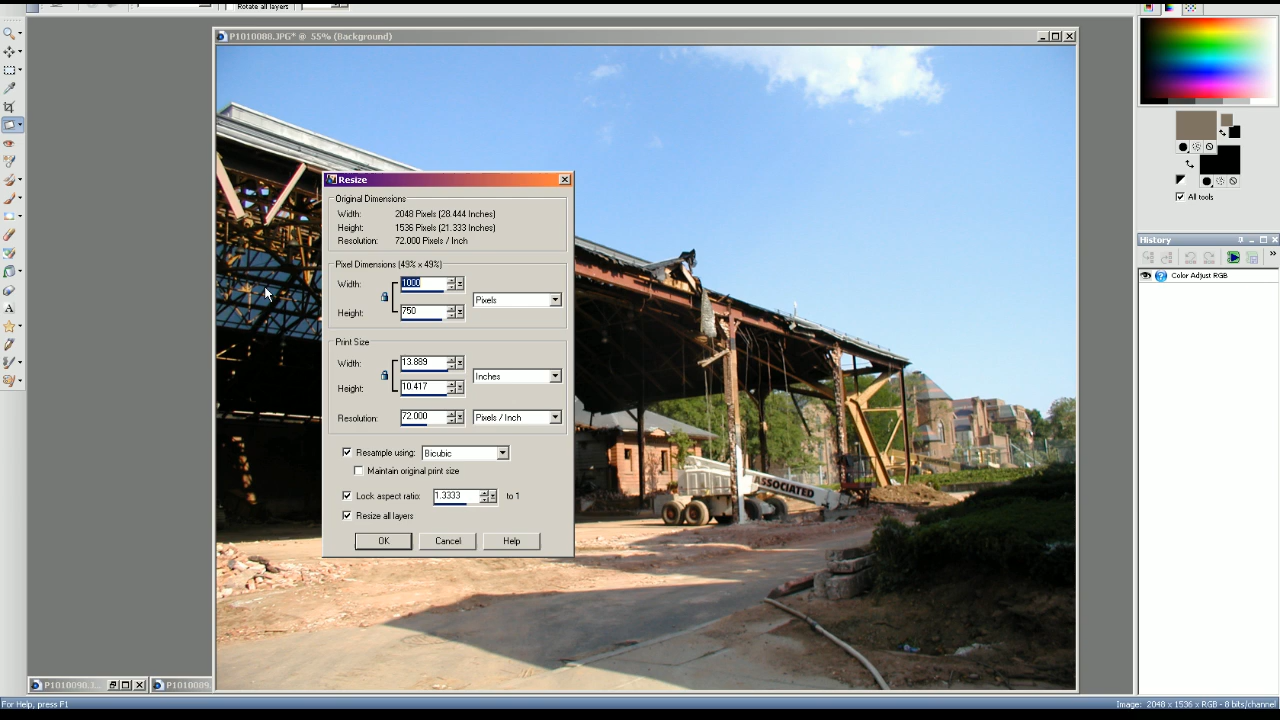 Rotate all layers
P1010088.JPG* @ 55% (Background)
Resize
Original Dimensions
Width: 2048 Pixels (28.444 Inches)
Height: 1536 Pixels (21.333 Inches)
Resolution: 72.000 Pixels / Inch
Pixel Dimensions (49% x 49%)
Width: 1000
Pixels
Height: 750
Print Size
Width: 13.889
Inches
Height: 10.417
Resolution: 72.000 Pixels / Inch
Resample using: Bicubic
Maintain original print size
Lock aspect ratio: 1.3333 to 1
Resize all layers
OK Cancel Help
ASSOCIATED
All tools
History
Color Adjust RGB
P1010090.J...
P1010089.
For Help, press F1
Image: 2048 x 1536 x RGB - 8 bits/channel